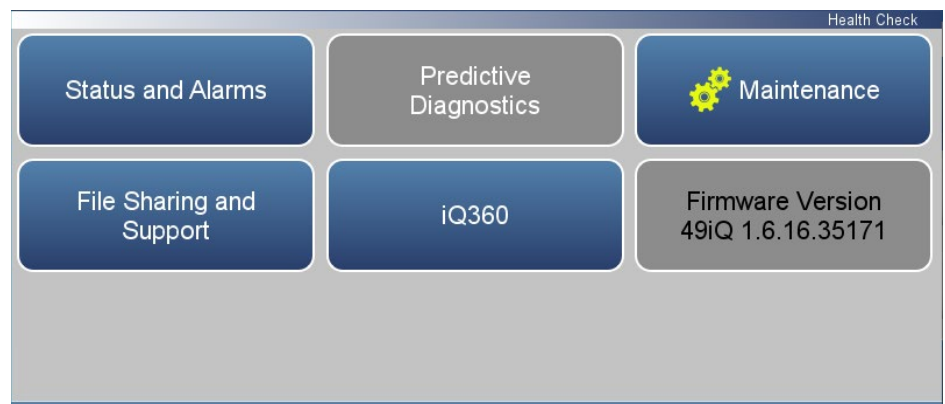 Health Check
Status and Alarms
Predictive
Diagnostics
Maintenance
File Sharing and
Support
iQ360
Firmware Version
49iQ 1.6.16.35171